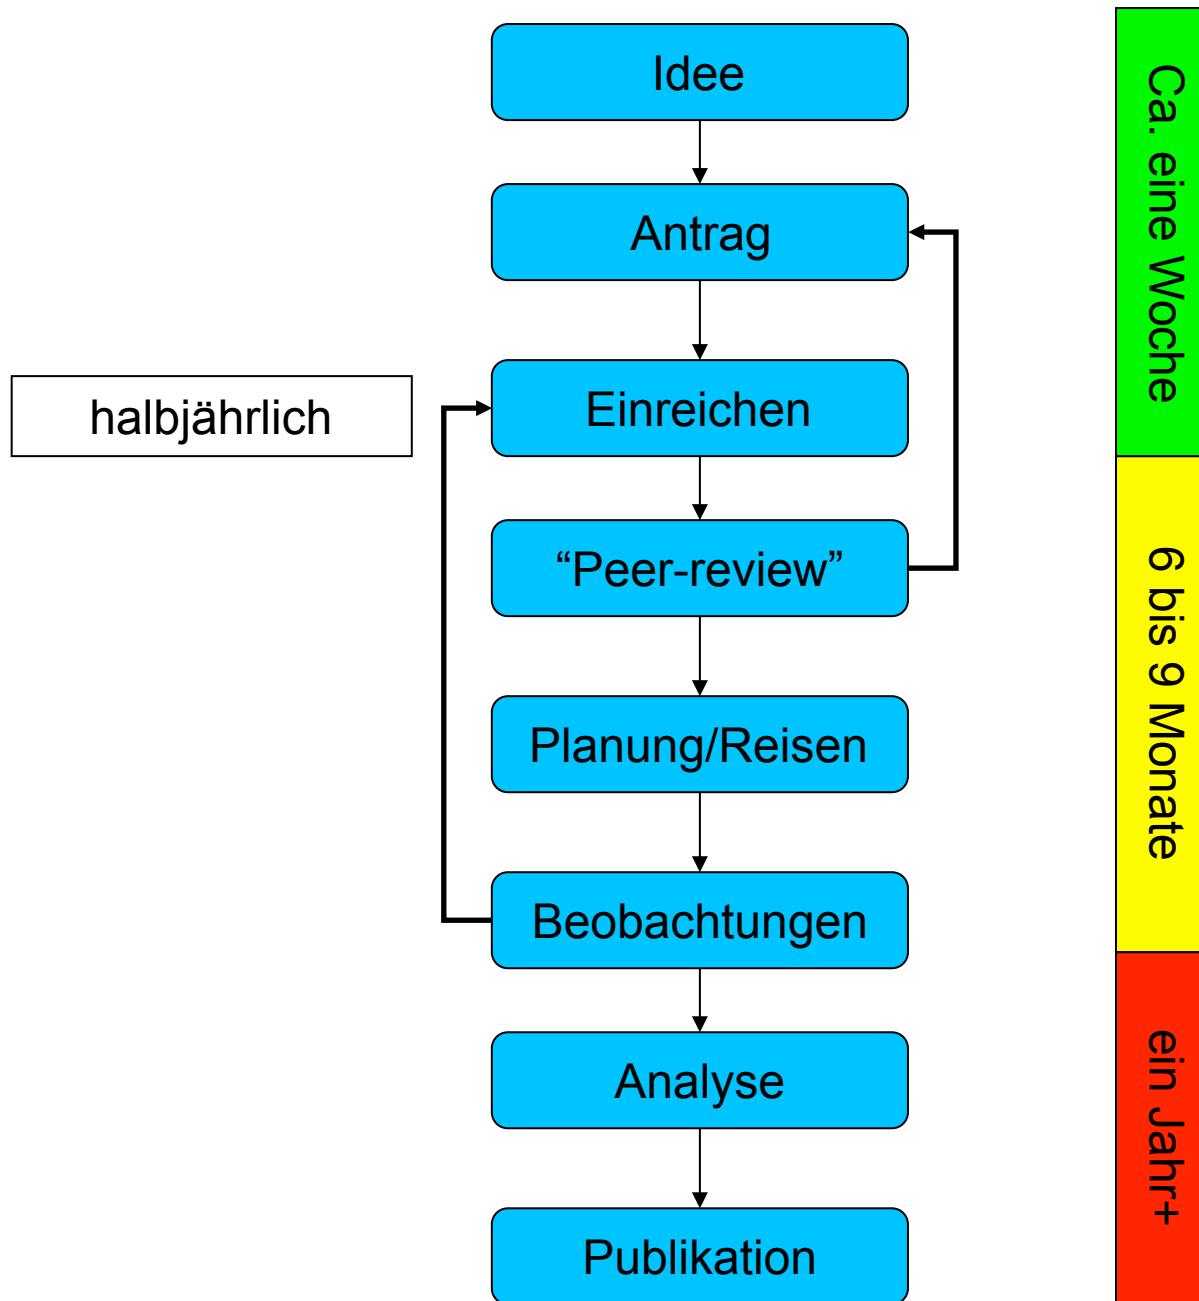 Idee
Antrag
halbjährlich
Einreichen
“Peer-review”
Planung/Reisen
Beobachtungen
Analyse
Publikation
Ca. eine Woche
6 bis 9 Monate
ein Jahr+